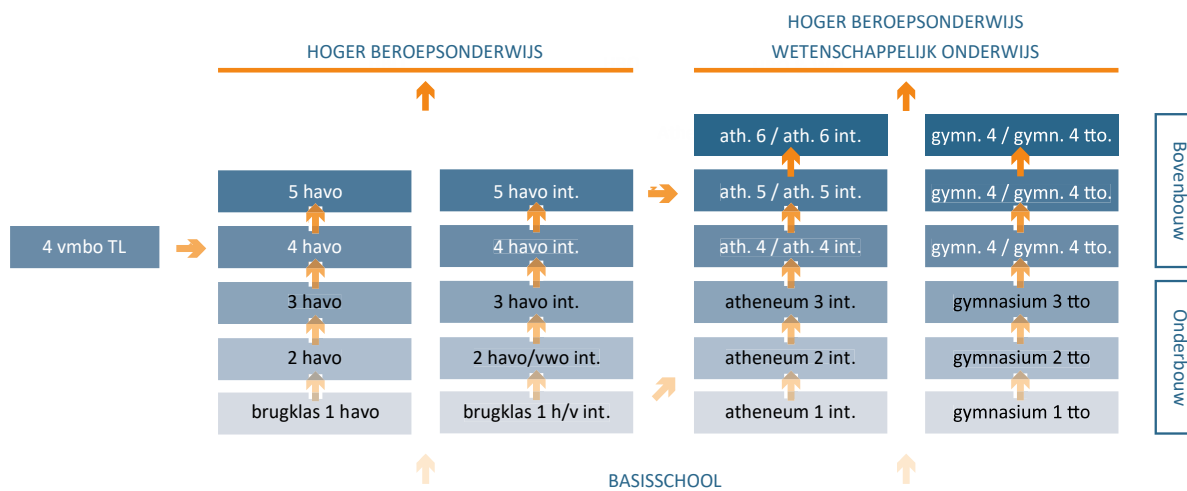 HOGER BEROEPSONDERWIJS
HOGER BEROEPSONDERWIJS
WETENSCHAPPELIJK ONDERWIJS
ath. 6 / ath. 6 int.
gymn. 4 / gymn. 4 tto.
5 havo
5 havo int.
ath. 5 / ath. 5 int.
gymn. 4 / gymn. 4 tto.
4 vmbo TL
4 havo
4 havo int.
ath. 4 / ath. 4 int.
gymn. 4 / gymn. 4 tto.
Bovenbouw
3 havo
3 havo int.
atheneum 3 int.
gymnasium 3 tto
2 havo
2 havo/vwo int.
atheneum 2 int.
gymnasium 2 tto
brugklas 1 havo
brugklas 1 h/v int.
atheneum 1 int.
gymnasium 1 tto
Onderbouw
BASISSCHOOL